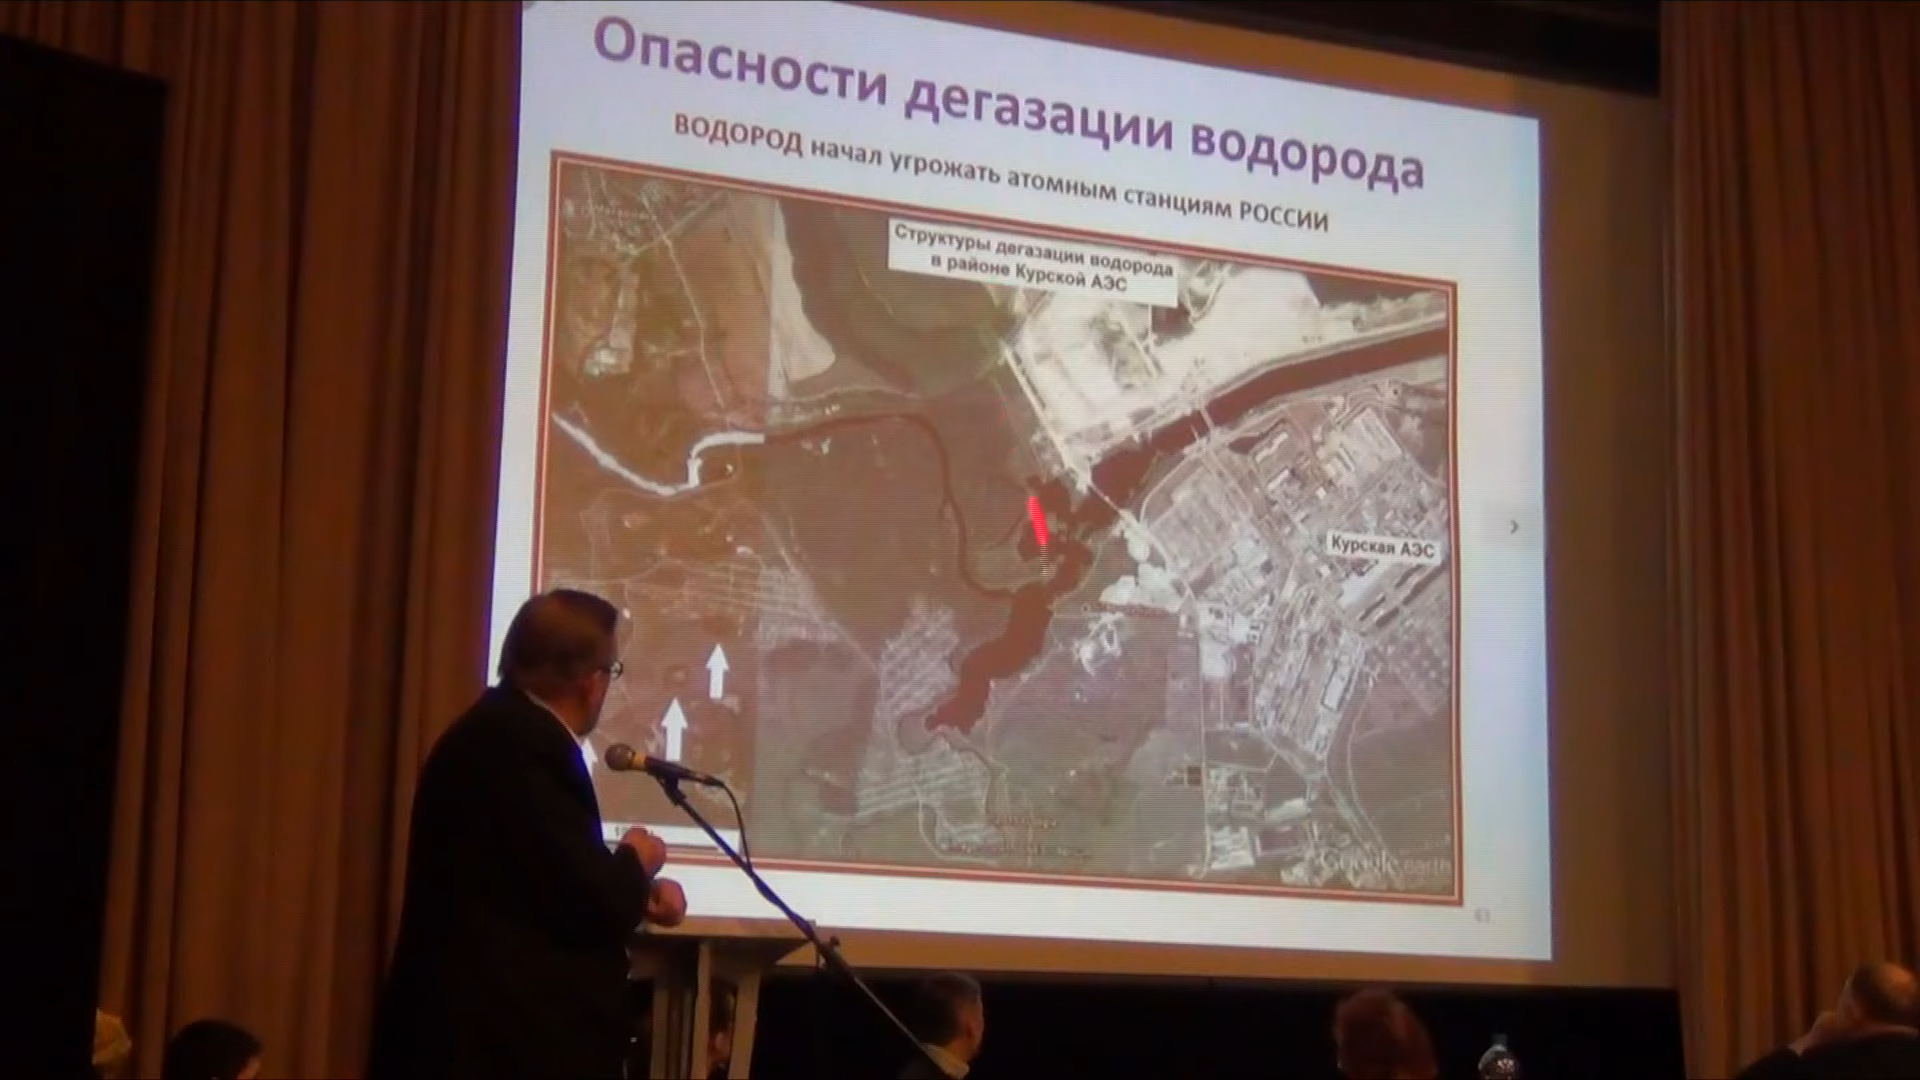 Опасности дегазации водорода
ВОДОРОД начал угрожать атомным станциям РОССИИ
Структуры дегазации водорода
в районе Курской АЭС
Курская АЭС
Google earth